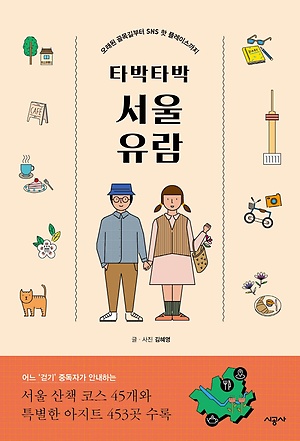 오래된 골목길부터 SNS 핫 플레이스까지
타박타박
서울
유람
CAFE
글 · 사진 김혜영
어느 '걷기' 중독자가 안내하는
서울 산책 코스 45개와
특별한 아지트 453곳 수록
시공사